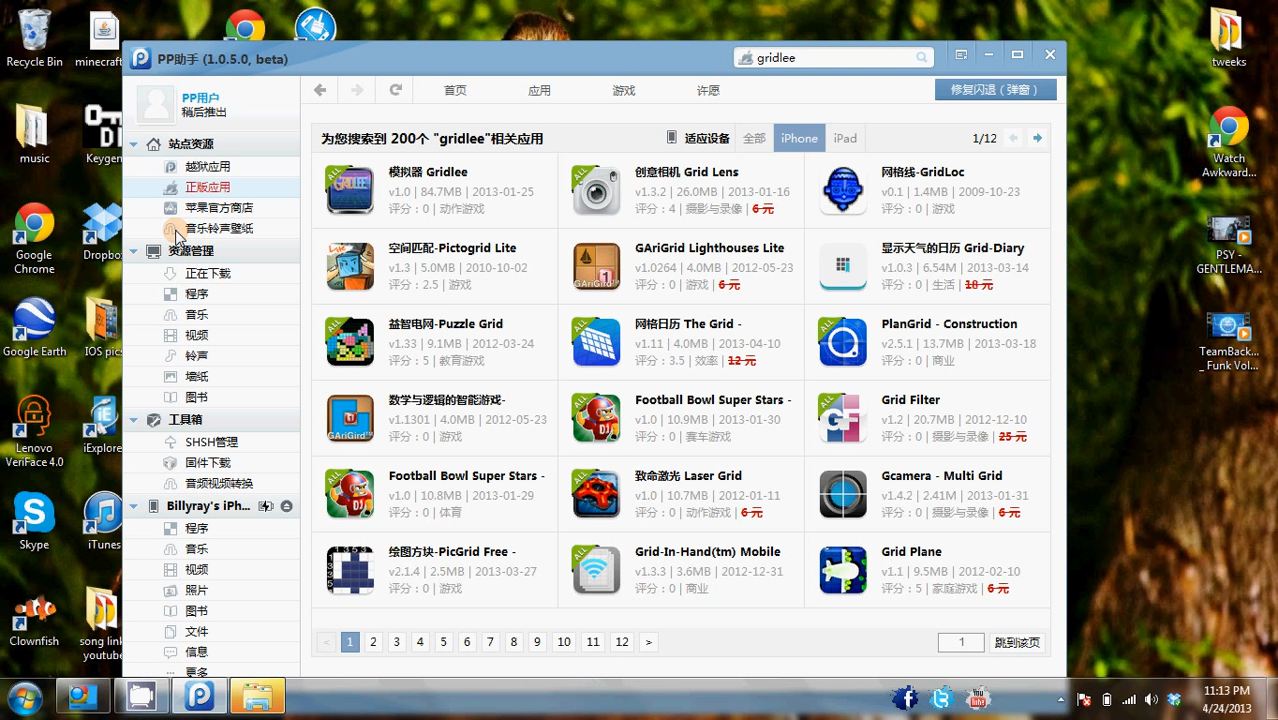 Recycle Bin
minecraft
music
Keygen
Google Chrome
Dropbo
Google Earth
IOS pics
Lenovo VeriFace 4.0
iExplore
Skype
iTunes
Clownfish
song link
youtube
tweeks
Watch Awkward...
PSY - GENTLEMA...
TeamBack... _ Funk Vol...
PP助手 (1.0.5.0, beta)
gridlee
PP用户
稍后推出
首页 应用 游戏 许愿
修复闪退（弹窗）
站点资源
越狱应用
正版应用
苹果官方商店
音乐铃声壁纸
资源管理
正在下载
程序
音乐
视频
铃声
墙纸
图书
工具箱
SHSH管理
固件下载
音频视频转换
Billyray's iPh...
程序
音乐
视频
照片
图书
文件
信息
更多
为您搜索到 200个 "gridlee"相关应用
适应设备 全部 iPhone iPad 1/12
ALL
模拟器 Gridlee
v1.0 | 84.7MB | 2013-01-25
评分：0 | 动作游戏
ALL
创意相机 Grid Lens
v1.3.2 | 26.0MB | 2013-01-16
评分：4 | 摄影与录像 | 6 元
网格线-GridLoc
v0.1 | 1.4MB | 2009-10-23
评分：0 | 游戏
Lite
空间匹配-Pictogrid Lite
v1.3 | 5.0MB | 2010-10-02
评分：2.5 | 游戏
GAriGird™
GAriGrid Lighthouses Lite
v1.0264 | 4.0MB | 2012-05-23
评分：0 | 游戏 | 6 元
显示天气的日历 Grid-Diary
v1.0.3 | 6.54M | 2013-03-14
评分：0 | 生活 | 18 元
ALL
益智电网-Puzzle Grid
v1.33 | 9.1MB | 2012-03-24
评分：5 | 教育游戏
ALL
网格日历 The Grid -
v1.11 | 4.0MB | 2013-04-10
评分：3.5 | 效率 | 12 元
ALL
PlanGrid - Construction
v2.5.1 | 13.7MB | 2013-03-18
评分：0 | 商业
GAriGird™
数学与逻辑的智能游戏-
v1.1301 | 4.0MB | 2012-05-23
评分：0 | 游戏
ALL
DJ
Football Bowl Super Stars -
v1.0 | 10.9MB | 2013-01-30
评分：0 | 赛车游戏
ALL
GF
Grid Filter
v1.2 | 20.7MB | 2012-12-10
评分：0 | 摄影与录像 | 25 元
ALL
DJ
Football Bowl Super Stars -
v1.0 | 10.8MB | 2013-01-29
评分：0 | 体育
ALL
致命激光 Laser Grid
v1.0 | 10.7MB | 2012-01-11
评分：0 | 动作游戏 | 6 元
Gcamera - Multi Grid
v1.4.2 | 2.41M | 2013-01-31
评分：0 | 摄影与录像 | 6 元
绘图方块-PicGrid Free -
v2.1.4 | 2.5MB | 2013-03-27
评分：0 | 游戏
ALL
Grid-In-Hand(tm) Mobile
v1.3.3 | 3.6MB | 2012-12-31
评分：0 | 商业
ALL
Grid Plane
v1.1 | 9.5MB | 2012-02-10
评分：5 | 家庭游戏 | 6 元
< 1 2 3 4 5 6 7 8 9 10 11 12 > 1 跳到该页
You Tube
11:13 PM
4/24/2013